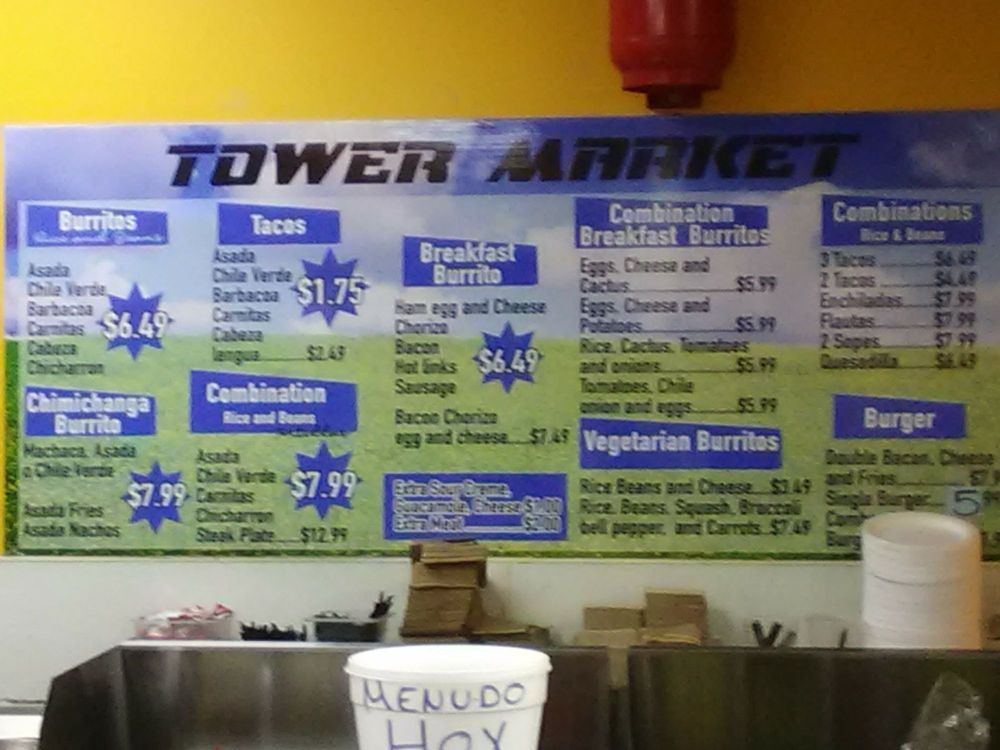 TOWER MARKET
Burritos
Rice and Beans
Asada
Chile Verde
Barbacoa
Carnitas
Cabeza
Chicharron
$6.49
Chimichanga
Burrito
Machaca, Asada
o Chile Verde
Asada Fries
Asada Nachos
$7.99
Tacos
Asada
Chile Verde
Barbacoa
Carnitas
Cabeza
lengua......$2.49
$1.75
Combination
Rice and Beans
Asada
Chile Verde
Carnitas
Chicharron
Steak Plate....$12.99
$7.99
Breakfast
Burrito
Ham egg and Cheese
Chorizo
Bacon
Hot links
Sausage
$6.49
Bacon Chorizo
egg and cheese....$7.49
Extra Sour Creme,
Guacamole, Cheese $1.00
Extra Meat $2.00
Combination
Breakfast Burritos
Eggs, Cheese and
Cactus......$5.99
Eggs, Cheese and
Potatoes......$5.99
Rice, Cactus, Tomatoes
and onions......$5.99
Tomatoes, Chile
onion and eggs......$5.99
Vegetarian Burritos
Rice Beans and Cheese...$3.49
Rice, Beans, Squash, Broccoli
bell pepper, and Carrots..$7.49
Combinations
Rice & Beans
3 Tacos......$6.49
2 Tacos......$4.49
Enchiladas......$7.99
Flautas......$7.99
2 Sopes......$7.99
Quesadilla......$6.49
Burger
Double Bacon, Cheese
and Fries......$7.
Single Burger 5
Comb
Burg
MENUDO
HOY